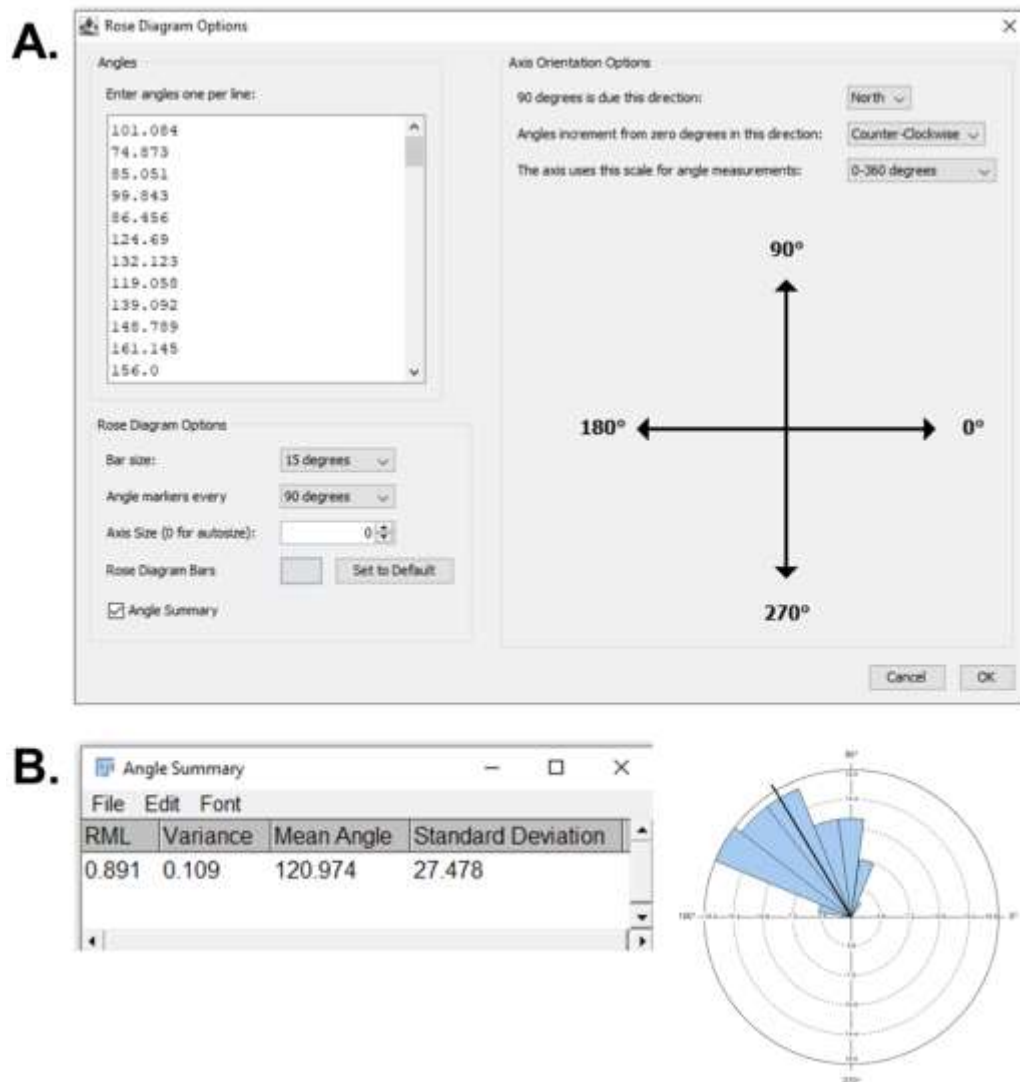 A.
Rose Diagram Options
Angles
Enter angles one per line:
101.084
74.873
85.051
99.843
86.456
124.69
132.123
119.058
139.092
148.789
161.145
156.0
Rose Diagram Options
Bar size:
15 degrees
Angle markers every
90 degrees
Axis Size (0 for autosize):
0
Rose Diagram Bars
Set to Default
Angle Summary
Axis Orientation Options
90 degrees is due this direction:
North
Angles increment from zero degrees in this direction:
Counter-Clockwise
The axis uses this scale for angle measurements:
0-360 degrees
90°
180°
0°
270°
Cancel
OK
B.
Angle Summary
File Edit Font
RML Variance Mean Angle Standard Deviation
0.891 0.109 120.974 27.478
90°
180°
0°